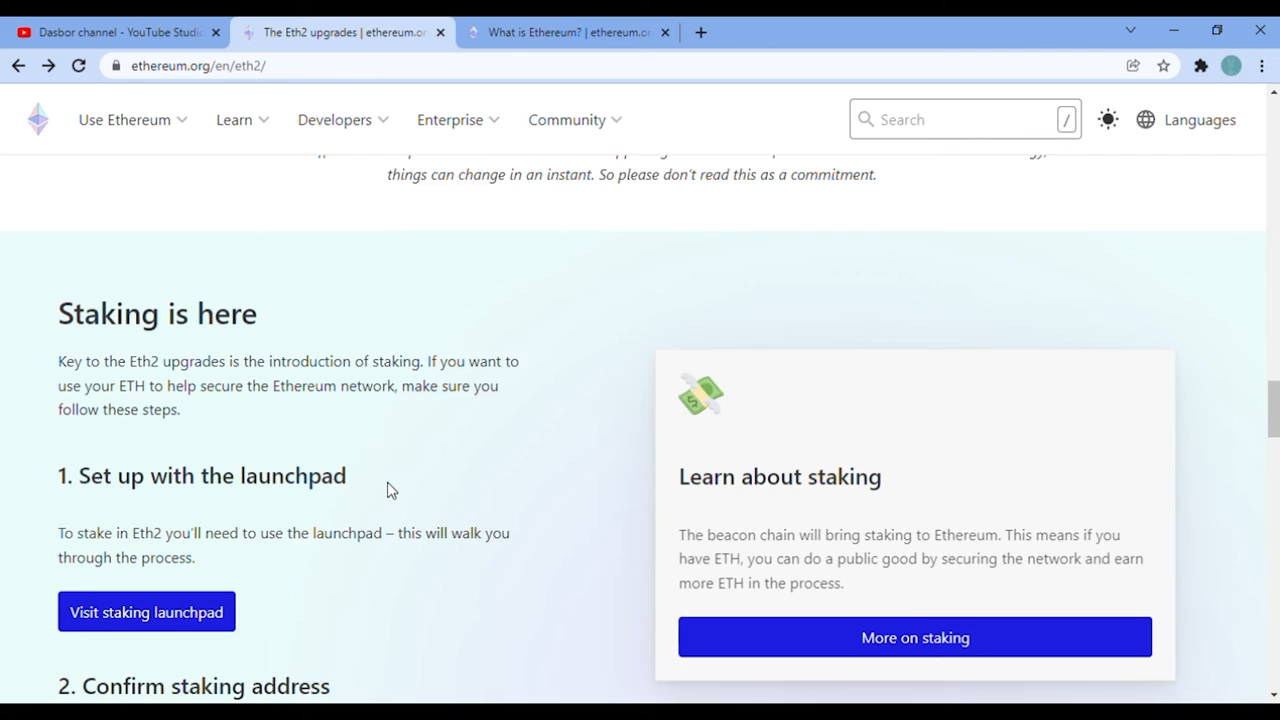 Dasbor channel - YouTube Studio
The Eth2 upgrades | ethereum.or
What is Ethereum? | ethereum.or
ethereum.org/en/eth2/
Use Ethereum
Learn
Developers
Enterprise
Community
Search
/
Languages
things can change in an instant. So please don't read this as a commitment.
Staking is here
Key to the Eth2 upgrades is the introduction of staking. If you want to
use your ETH to help secure the Ethereum network, make sure you
follow these steps.
1. Set up with the launchpad
To stake in Eth2 you'll need to use the launchpad – this will walk you
through the process.
Visit staking launchpad
2. Confirm staking address
Learn about staking
The beacon chain will bring staking to Ethereum. This means if you
have ETH, you can do a public good by securing the network and earn
more ETH in the process.
More on staking